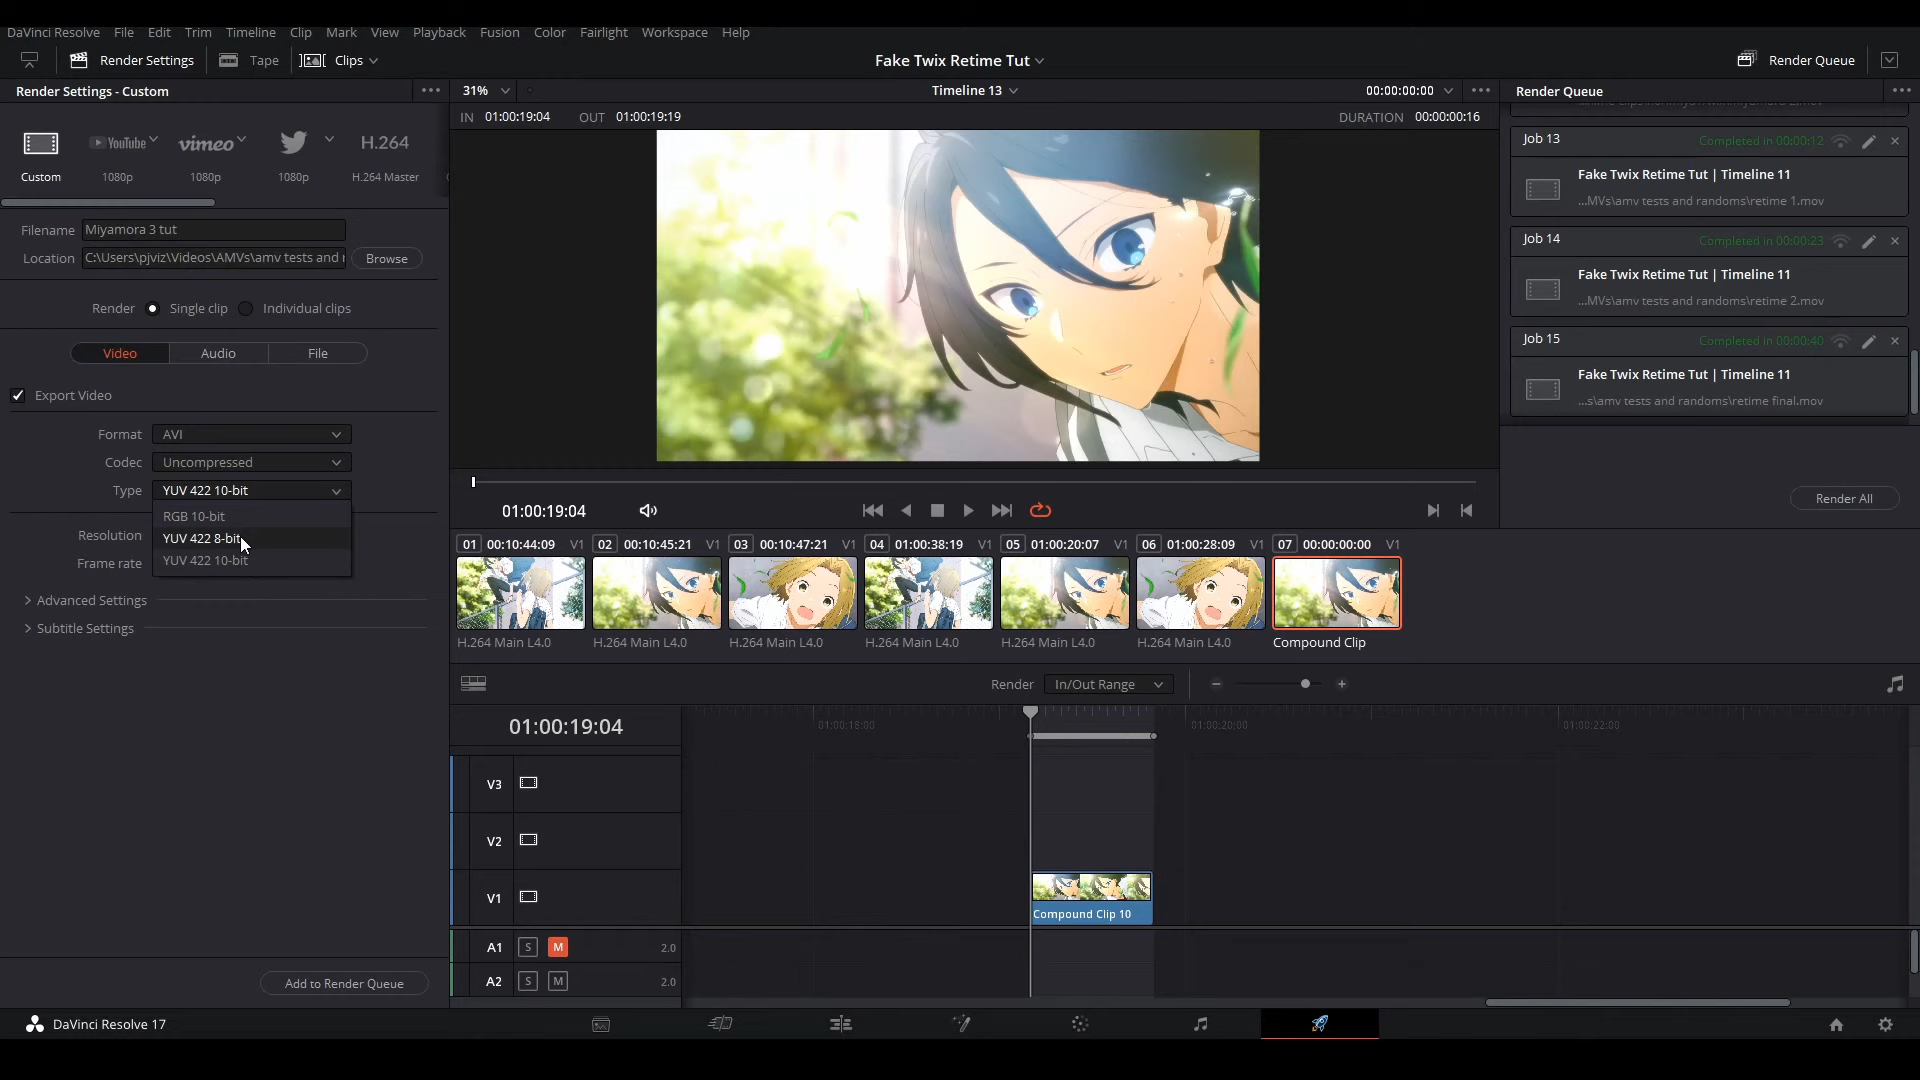 DaVinci Resolve File Edit Trim Timeline Clip Mark View Playback Fusion Color Fairlight Workspace Help
Render Settings Tape Clips
Fake Twix Retime Tut
Render Queue
Render Settings - Custom
31%
Timeline 13
00:00:00:00
Render Queue
IN 01:00:19:04 OUT 01:00:19:19
DURATION 00:00:00:16
YouTube vimeo H.264
Custom 1080p 1080p 1080p H.264 Master
Filename Miyamora 3 tut
Location C:\Users\pjviz\Videos\AMVs\amv tests and r
Browse
Render Single clip Individual clips
Video Audio File
Export Video
Format AVI
Codec Uncompressed
Type YUV 422 10-bit
RGB 10-bit
YUV 422 8-bit
YUV 422 10-bit
Resolution
Frame rate
Advanced Settings
Subtitle Settings
Add to Render Queue
Job 13 Completed in 00:00:12
Fake Twix Retime Tut | Timeline 11
...MVs\amv tests and randoms\retime 1.mov
Job 14 Completed in 00:00:23
Fake Twix Retime Tut | Timeline 11
...MVs\amv tests and randoms\retime 2.mov
Job 15 Completed in 00:00:40
Fake Twix Retime Tut | Timeline 11
...s\amv tests and randoms\retime final.mov
Render All
01:00:19:04
01 00:10:44:09 V1 02 00:10:45:21 V1 03 00:10:47:21 V1 04 01:00:38:19 V1 05 01:00:20:07 V1 06 01:00:28:09 V1 07 00:00:00:00 V1
H.264 Main L4.0 H.264 Main L4.0 H.264 Main L4.0 H.264 Main L4.0 H.264 Main L4.0 H.264 Main L4.0 Compound Clip
Render In/Out Range
01:00:19:04
01:00:18:00 01:00:20:00 01:00:22:00
V3
V2
V1
Compound Clip 10
A1 S M 2.0
A2 S M 2.0
DaVinci Resolve 17